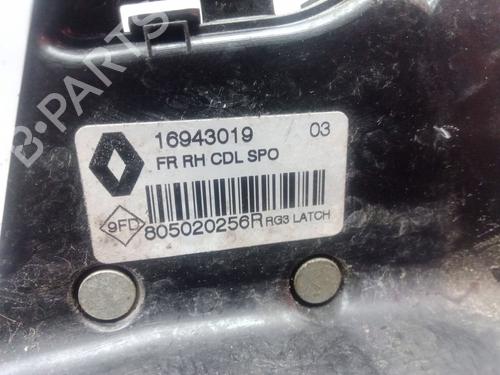 B-PARTS
16943019 03
FR RH CDL SPO
9FD 805020256R RG3 LATCH